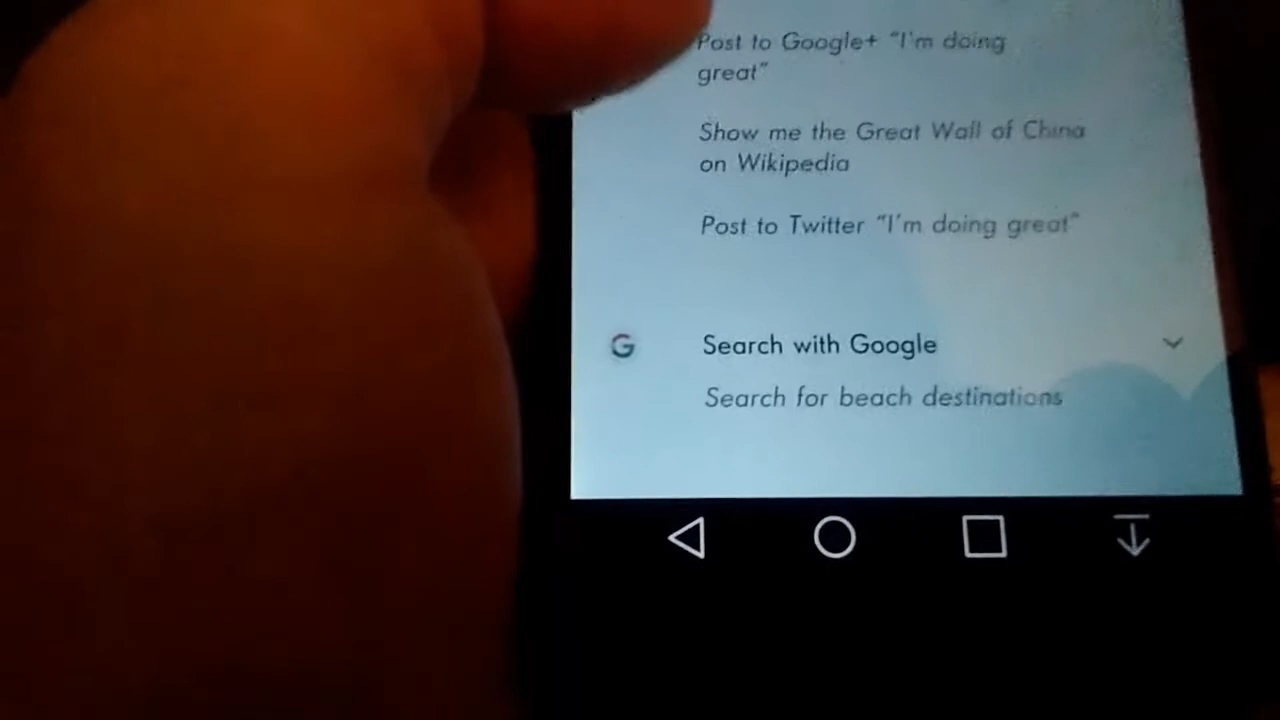 Post to Google+ "I'm doing
great"
Show me the Great Wall of China
on Wikipedia
Post to Twitter "I'm doing great"
G
Search with Google
Search for beach destinations